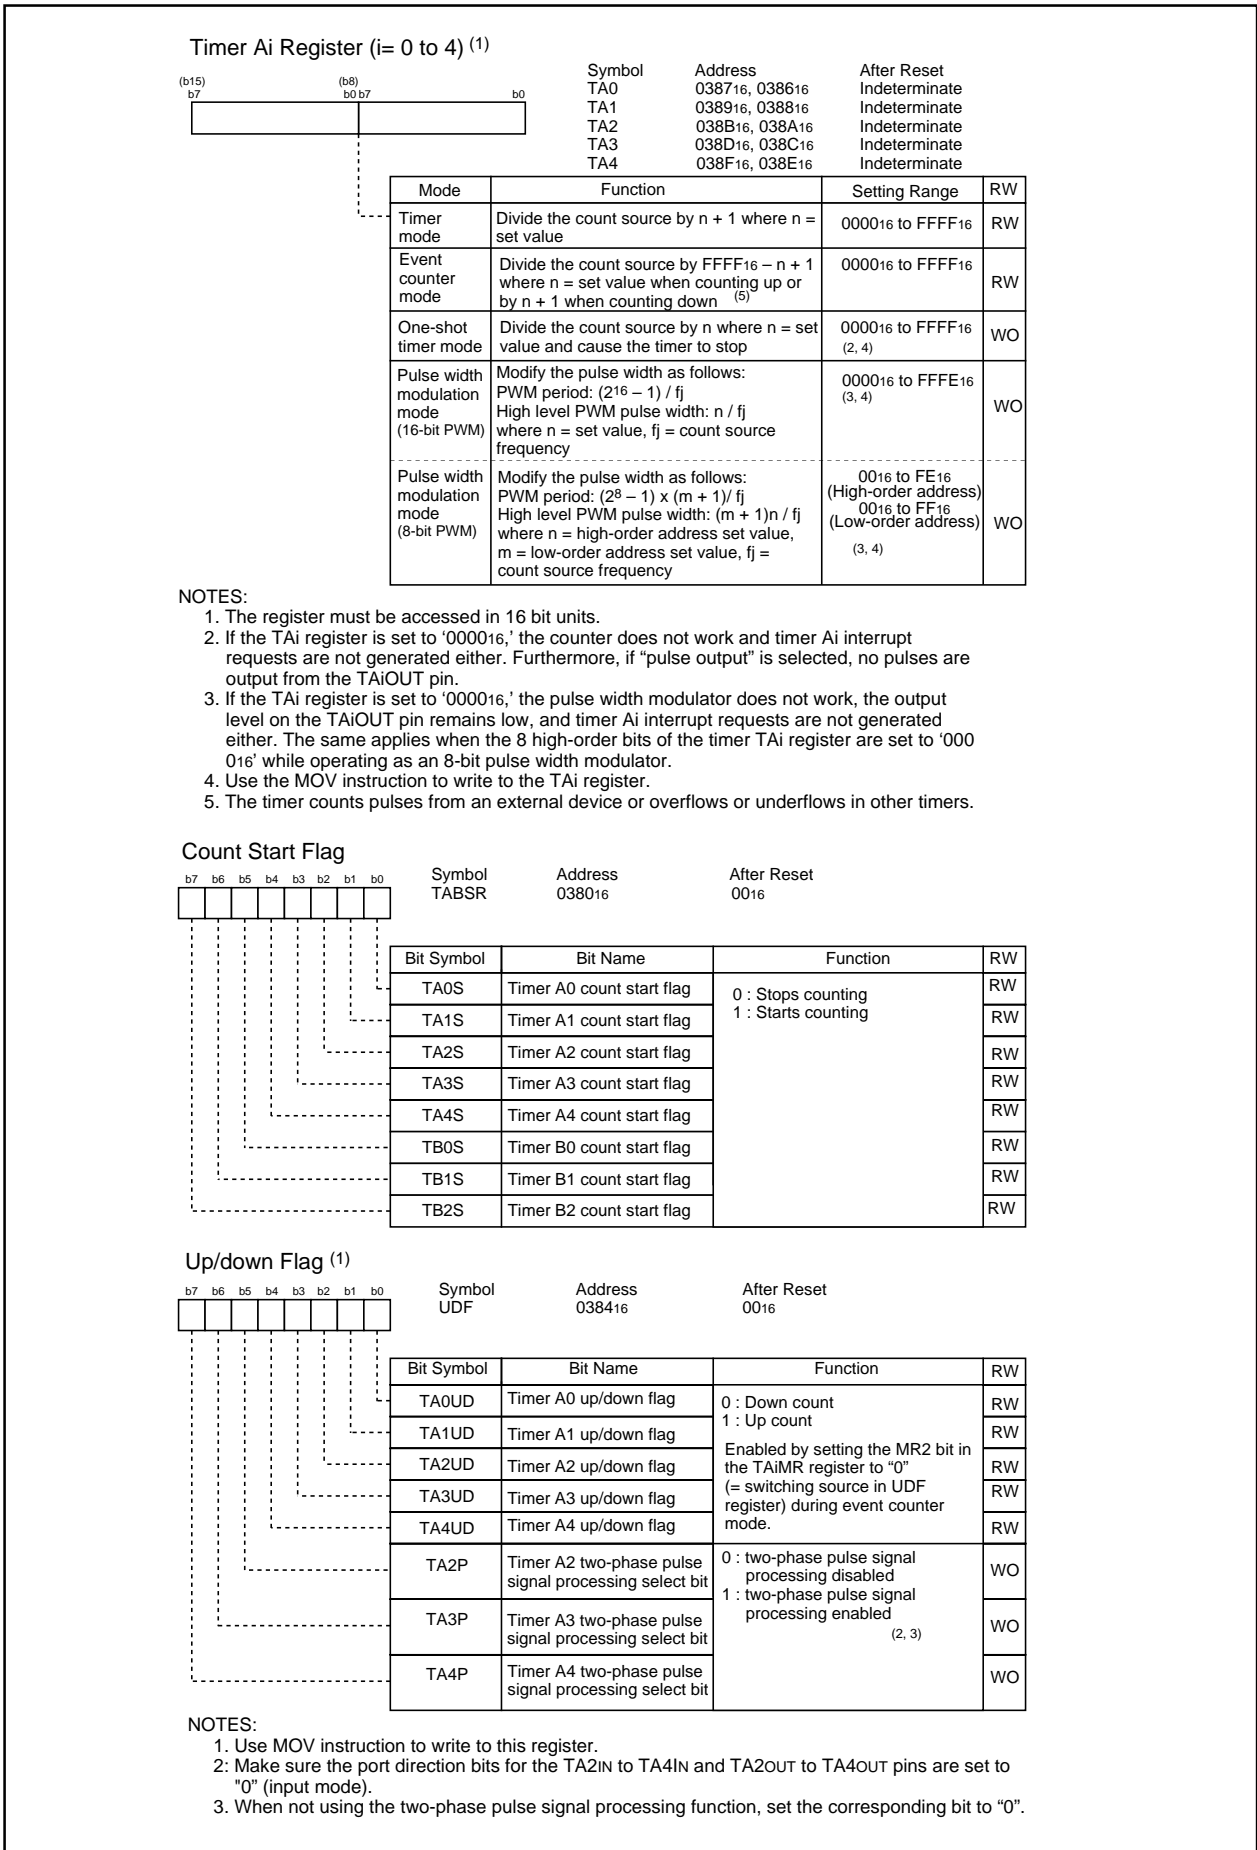 Timer Ai Register (i= 0 to 4) (1)
(b15) (b8)
b7 b0 b7 b0
Symbol Address After Reset
TA0 038716, 038616 Indeterminate
TA1 038916, 038816 Indeterminate
TA2 038B16, 038A16 Indeterminate
TA3 038D16, 038C16 Indeterminate
TA4 038F16, 038E16 Indeterminate
Mode Function Setting Range RW
Timer
mode
Divide the count source by n + 1 where n =
set value
000016 to FFFF16 RW
Event
counter
mode
Divide the count source by FFFF16 – n + 1
where n = set value when counting up or
by n + 1 when counting down (5)
000016 to FFFF16
RW
One-shot
timer mode
Divide the count source by n where n = set
value and cause the timer to stop
000016 to FFFF16
(2, 4)
WO
Pulse width
modulation
mode
(16-bit PWM)
Modify the pulse width as follows:
PWM period: (216 – 1) / fj
High level PWM pulse width: n / fj
where n = set value, fj = count source
frequency
000016 to FFFE16
(3, 4)
WO
Pulse width
modulation
mode
(8-bit PWM)
Modify the pulse width as follows:
PWM period: (28 – 1) x (m + 1)/ fj
High level PWM pulse width: (m + 1)n / fj
where n = high-order address set value,
m = low-order address set value, fj =
count source frequency
0016 to FE16
(High-order address)
0016 to FF16
(Low-order address)
(3, 4)
WO
NOTES:
1. The register must be accessed in 16 bit units.
2. If the TAi register is set to ‘000016,’ the counter does not work and timer Ai interrupt
requests are not generated either. Furthermore, if “pulse output” is selected, no pulses are
output from the TAiOUT pin.
3. If the TAi register is set to ‘000016,’ the pulse width modulator does not work, the output
level on the TAiOUT pin remains low, and timer Ai interrupt requests are not generated
either. The same applies when the 8 high-order bits of the timer TAi register are set to ‘000
016’ while operating as an 8-bit pulse width modulator.
4. Use the MOV instruction to write to the TAi register.
5. The timer counts pulses from an external device or overflows or underflows in other timers.
Count Start Flag
b7 b6 b5 b4 b3 b2 b1 b0
Symbol Address After Reset
TABSR 038016 0016
Bit Symbol Bit Name Function RW
TA0S Timer A0 count start flag RW
0 : Stops counting
1 : Starts counting
TA1S Timer A1 count start flag RW
TA2S Timer A2 count start flag RW
TA3S Timer A3 count start flag RW
TA4S Timer A4 count start flag RW
TB0S Timer B0 count start flag RW
TB1S Timer B1 count start flag RW
TB2S Timer B2 count start flag RW
Up/down Flag (1)
b7 b6 b5 b4 b3 b2 b1 b0
Symbol Address After Reset
UDF 038416 0016
Bit Symbol Bit Name Function RW
TA0UD Timer A0 up/down flag RW
TA1UD Timer A1 up/down flag RW
TA2UD Timer A2 up/down flag RW
TA3UD Timer A3 up/down flag RW
TA4UD Timer A4 up/down flag RW
0 : Down count
1 : Up count
Enabled by setting the MR2 bit in
the TAiMR register to “0”
(= switching source in UDF
register) during event counter
mode.
TA2P Timer A2 two-phase pulse
signal processing select bit
WO
TA3P Timer A3 two-phase pulse
signal processing select bit
WO
TA4P Timer A4 two-phase pulse
signal processing select bit
WO
0 : two-phase pulse signal
processing disabled
1 : two-phase pulse signal
processing enabled
(2, 3)
NOTES:
1. Use MOV instruction to write to this register.
2: Make sure the port direction bits for the TA2IN to TA4IN and TA2OUT to TA4OUT pins are set to
"0” (input mode).
3. When not using the two-phase pulse signal processing function, set the corresponding bit to “0”.